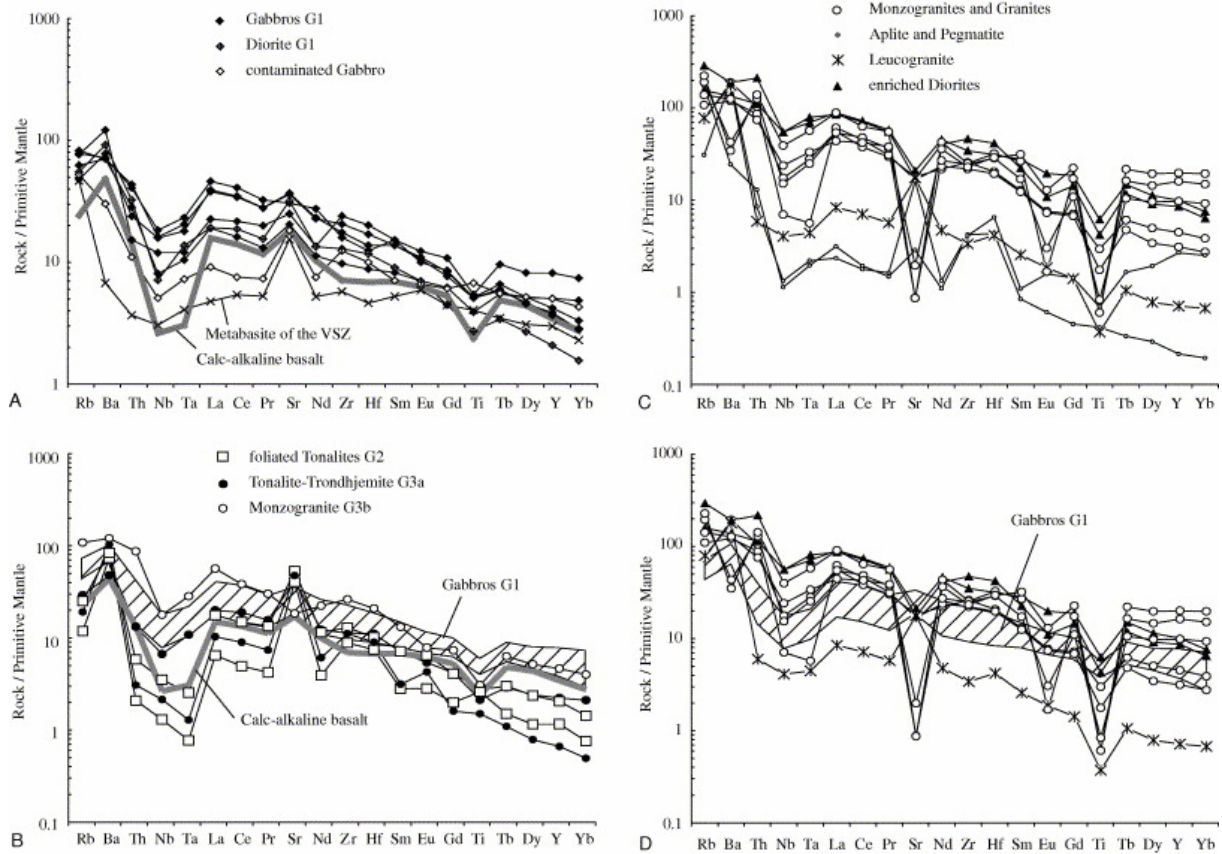 1000
100
10
1
Rock / Primitive Mantle
Gabbros G1
Diorite G1
contaminated Gabbro
Metabasite of the VSZ
Calc-alkaline basalt
A
Rb Ba Th Nb Ta La Ce Pr Sr Nd Zr Hf Sm Eu Gd Ti Tb Dy Y Yb
1000
100
10
1
0.1
Rock / Primitive Mantle
foliated Tonalites G2
Tonalite-Trondhjemite G3a
Monzogranite G3b
Gabbros G1
Calc-alkaline basalt
B
Rb Ba Th Nb Ta La Ce Pr Sr Nd Zr Hf Sm Eu Gd Ti Tb Dy Y Yb
1000
100
10
1
0.1
Rock / Primitive Mantle
Monzogranites and Granites
Aplite and Pegmatite
Leucogranite
enriched Diorites
C
Rb Ba Th Nb Ta La Ce Pr Sr Nd Zr Hf Sm Eu Gd Ti Tb Dy Y Yb
1000
100
10
1
0.1
Rock / Primitive Mantle
Gabbros G1
D
Rb Ba Th Nb Ta La Ce Pr Sr Nd Zr Hf Sm Eu Gd Ti Tb Dy Y Yb